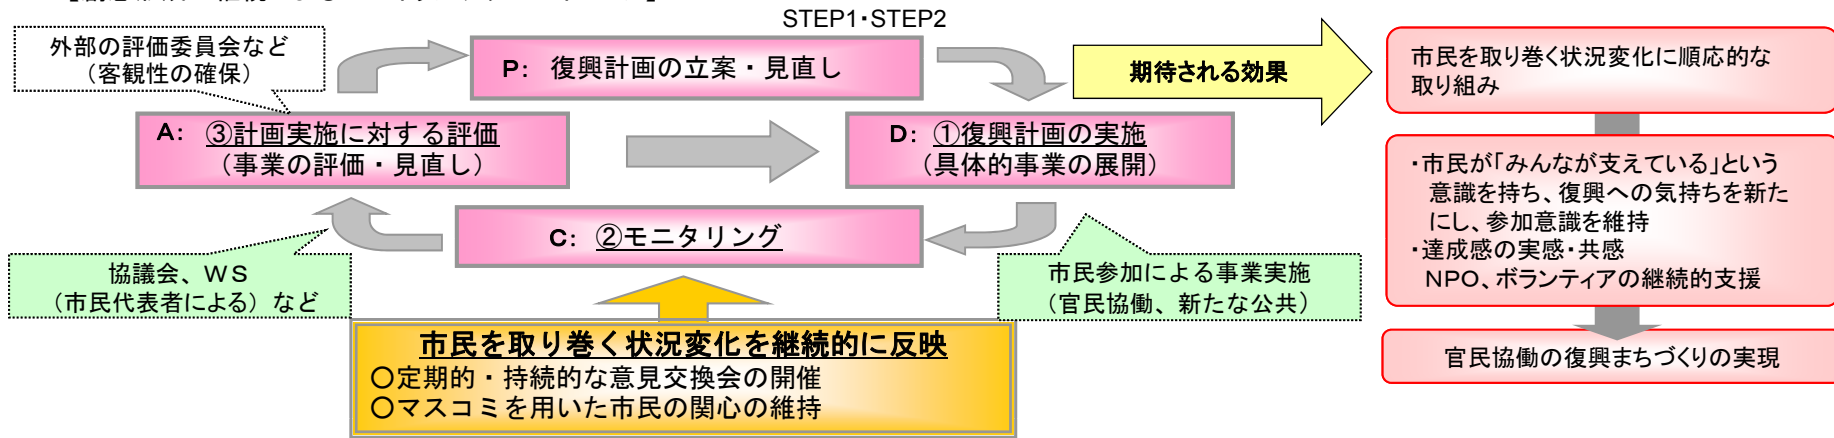 STEP1・STEP2
外部の評価委員会など
(客観性の確保)
P: 復興計画の立案・見直し
期待される効果
市民を取り巻く状況変化に順応的な
取り組み
A: ③計画実施に対する評価
(事業の評価・見直し)
D: ①復興計画の実施
(具体的事業の展開)
・市民が「みんなが支えている」という
意識を持ち、復興への気持ちを新た
にし、参加意識を維持
・達成感の実感・共感
NPO、ボランティアの継続的支援
C: ②モニタリング
協議会、WS
(市民代表者による) など
市民参加による事業実施
(官民協働、新たな公共)
市民を取り巻く状況変化を継続的に反映
○定期的・持続的な意見交換会の開催
○マスコミを用いた市民の関心の維持
官民協働の復興まちづくりの実現